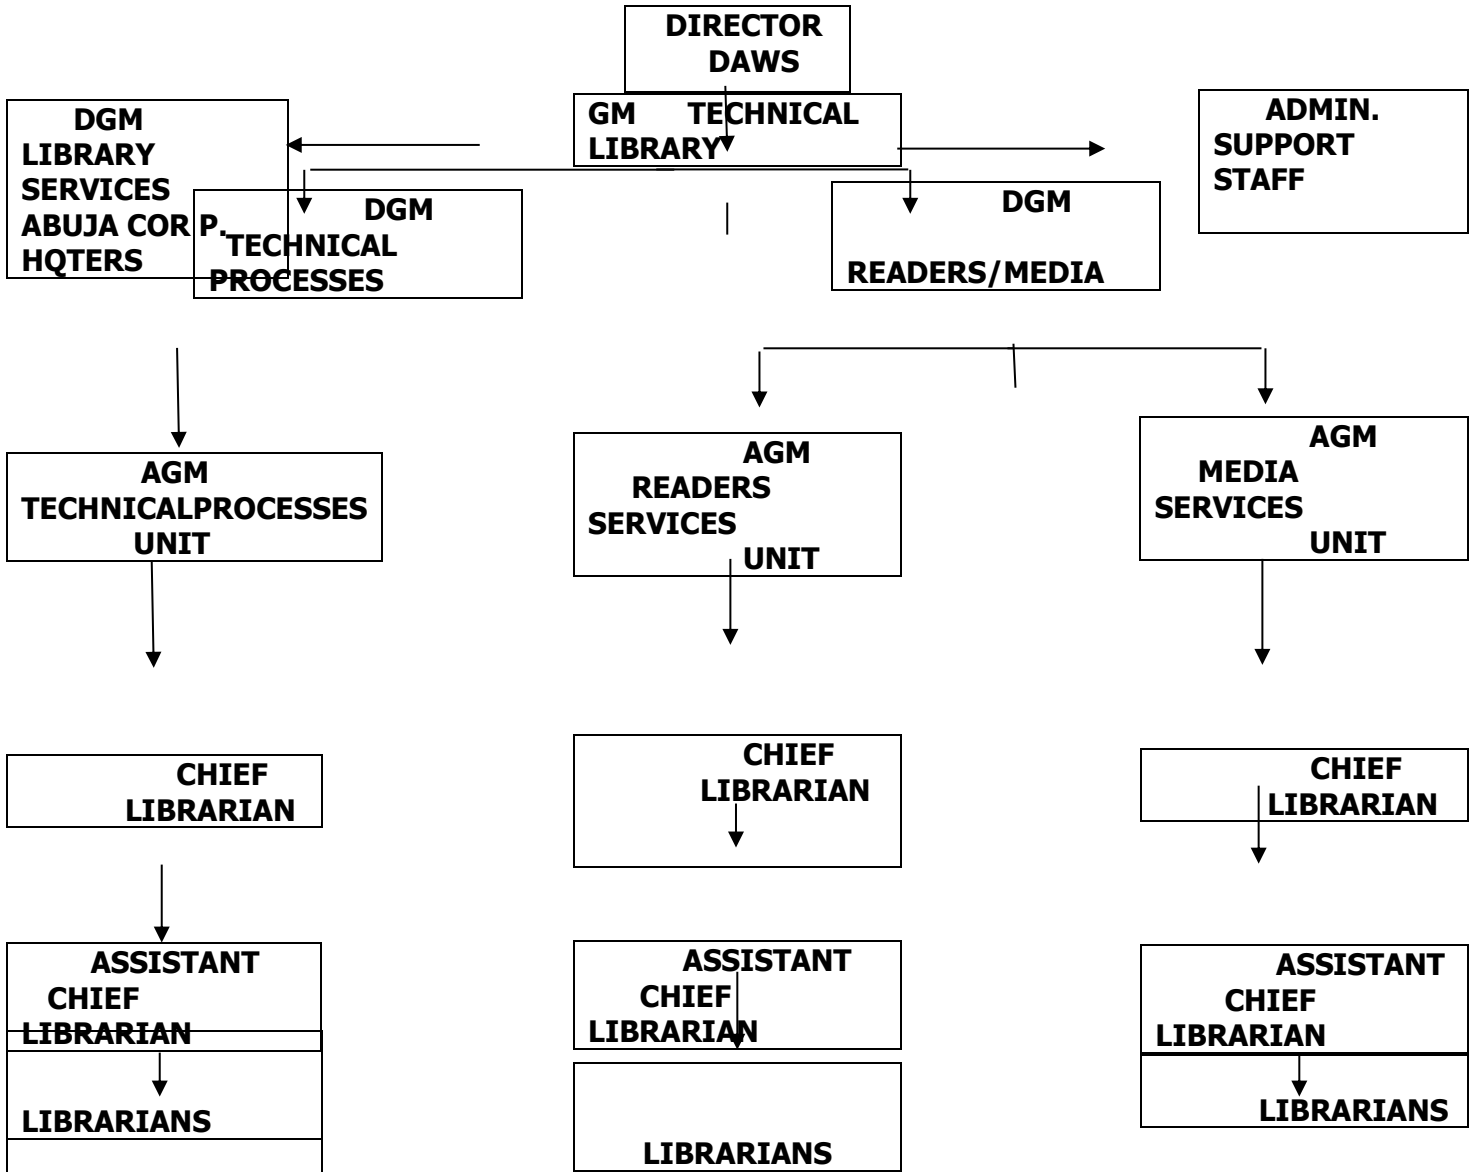 DIRECTOR
DAWS
GM TECHNICAL
LIBRARY
DGM
LIBRARY
SERVICES
ABUJA COR P.
HQTERS
ADMIN.
SUPPORT
STAFF
DGM
TECHNICAL
PROCESSES
DGM
READERS/MEDIA
AGM
TECHNICALPROCESSES
UNIT
AGM
READERS
SERVICES
UNIT
AGM
MEDIA
SERVICES
UNIT
CHIEF
LIBRARIAN
CHIEF
LIBRARIAN
CHIEF
LIBRARIAN
ASSISTANT
CHIEF
LIBRARIAN
ASSISTANT
CHIEF
LIBRARIAN
ASSISTANT
CHIEF
LIBRARIAN
LIBRARIANS
LIBRARIANS
LIBRARIANS